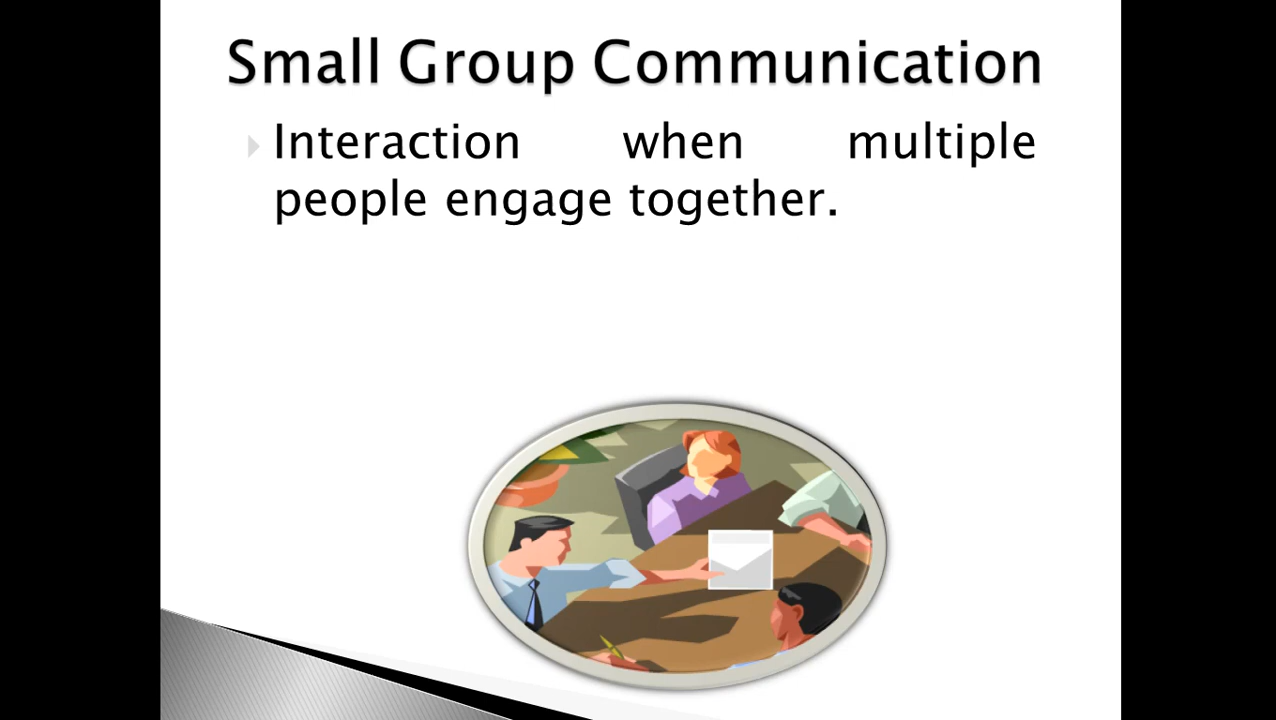 Small Group Communication
Interaction when multiple
people engage together.